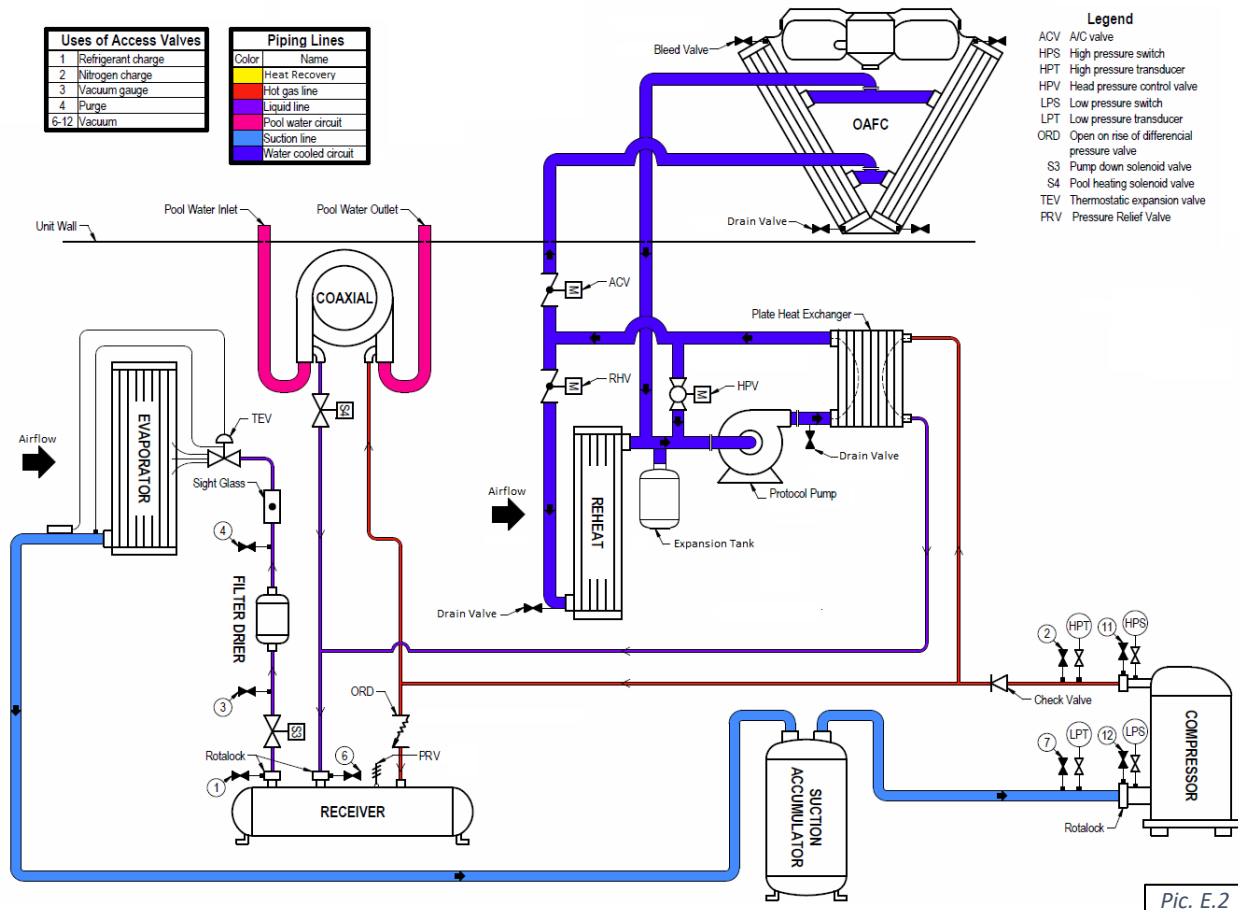 Uses of Access Valves
1 Refrigerant charge
2 Nitrogen charge
3 Vacuum gauge
4 Purge
6-12 Vacuum
Piping Lines
Color Name
Heat Recovery
Hot gas line
Liquid line
Pool water circuit
Suction line
Water cooled circuit
Legend
ACV A/C valve
HPS High pressure switch
HPT High pressure transducer
HPV Head pressure control valve
LPS Low pressure switch
LPT Low pressure transducer
ORD Open on rise of differencial
pressure valve
S3 Pump down solenoid valve
S4 Pool heating solenoid valve
TEV Thermostatic expansion valve
PRV Pressure Relief Valve
Bleed Valve
OAFC
Drain Valve
Unit Wall
Pool Water Inlet
Pool Water Outlet
COAXIAL
M
ACV
Plate Heat Exchanger
M
RHV
M
HPV
S4
EVAPORATOR
TEV
Airflow
Sight Glass
4
FILTER DRIER
3
S3
Rotalock
1
6
PRV
ORD
RECEIVER
Airflow
REHEAT
Drain Valve
Expansion Tank
Protocol Pump
Drain Valve
2
HPT
11
HPS
Check Valve
COMPRESSOR
7
LPT
12
LPS
Rotalock
SUCTION
ACCUMULATOR
Pic. E.2